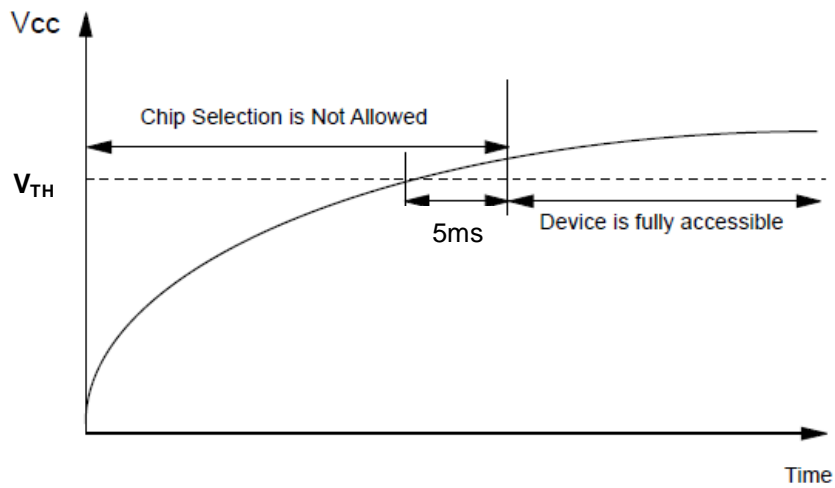 Vcc
Chip Selection is Not Allowed
VTH
5ms
Device is fully accessible
Time